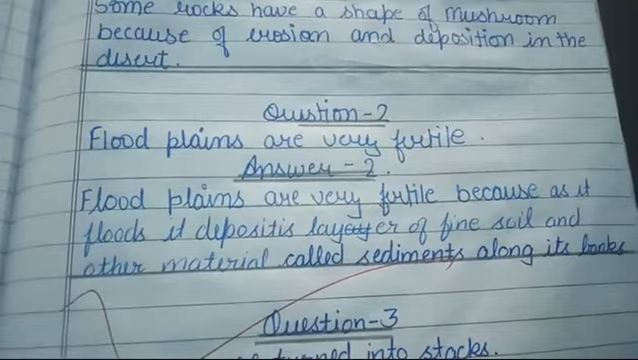 Some rocks have a shape of mushroom
because of erosion and deposition in the
desert.
Question-2
Flood plains are very fertile.
Answer-2.
Flood plains are very fertile because as it
floods it depositis layer of fine soil and
other material called sediments along its banks
Question-3
turned into stacks.